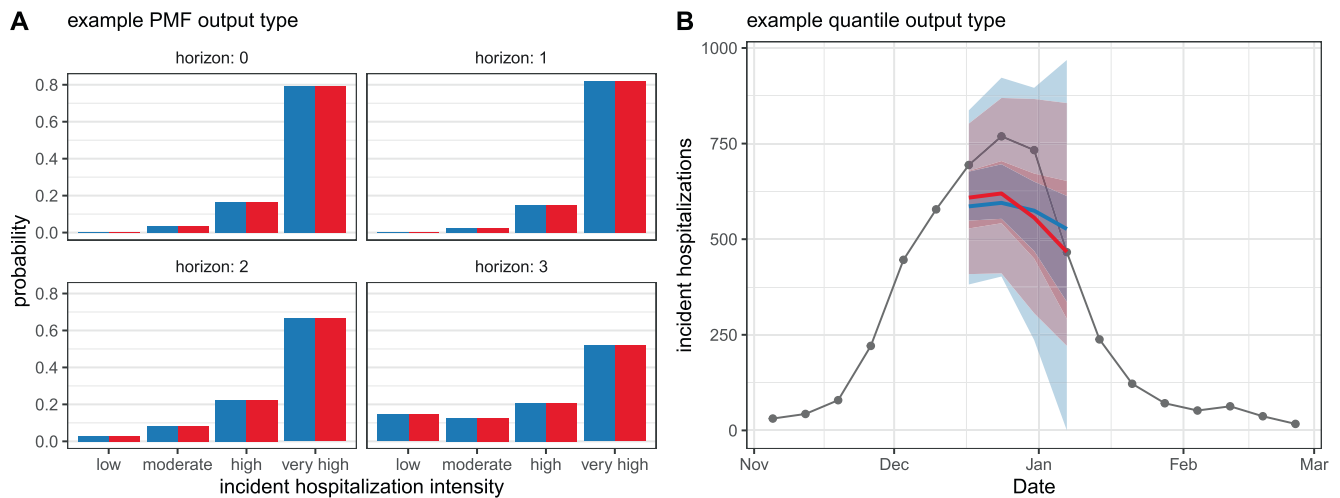 A
example PMF output type
horizon: 0
horizon: 1
0.8
0.6
0.4
0.2
0.0
horizon: 2
horizon: 3
0.8
0.6
0.4
0.2
0.0
probability
low moderate high very high
low moderate high very high
incident hospitalization intensity
B
example quantile output type
1000
750
500
250
0
incident hospitalizations
Nov Dec Jan Feb Mar
Date